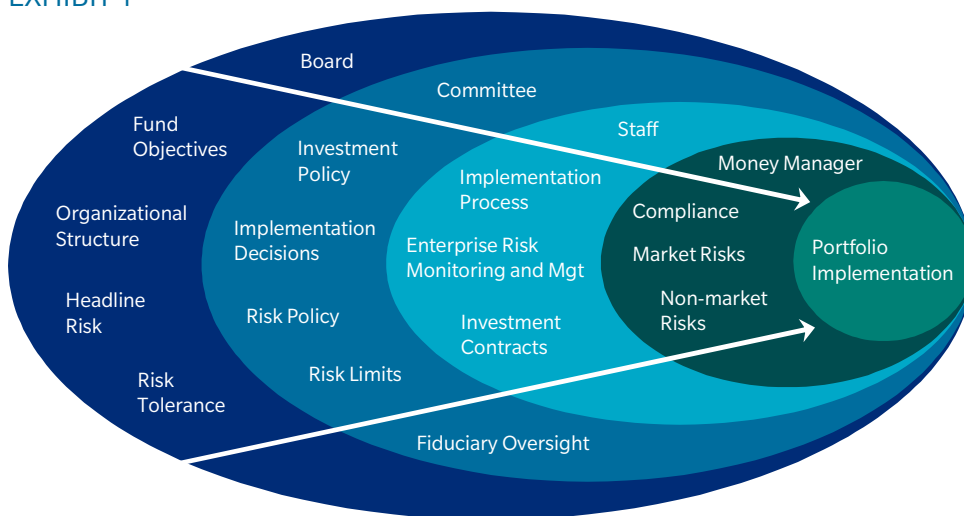 EXHIBIT 1
Board
Committee
Staff
Money Manager
Fund
Objectives
Organizational
Structure
Headline
Risk
Risk
Tolerance
Investment
Policy
Implementation
Decisions
Risk Policy
Risk Limits
Fiduciary Oversight
Implementation
Process
Enterprise Risk
Monitoring and Mgt
Investment
Contracts
Compliance
Market Risks
Non-market
Risks
Portfolio
Implementation